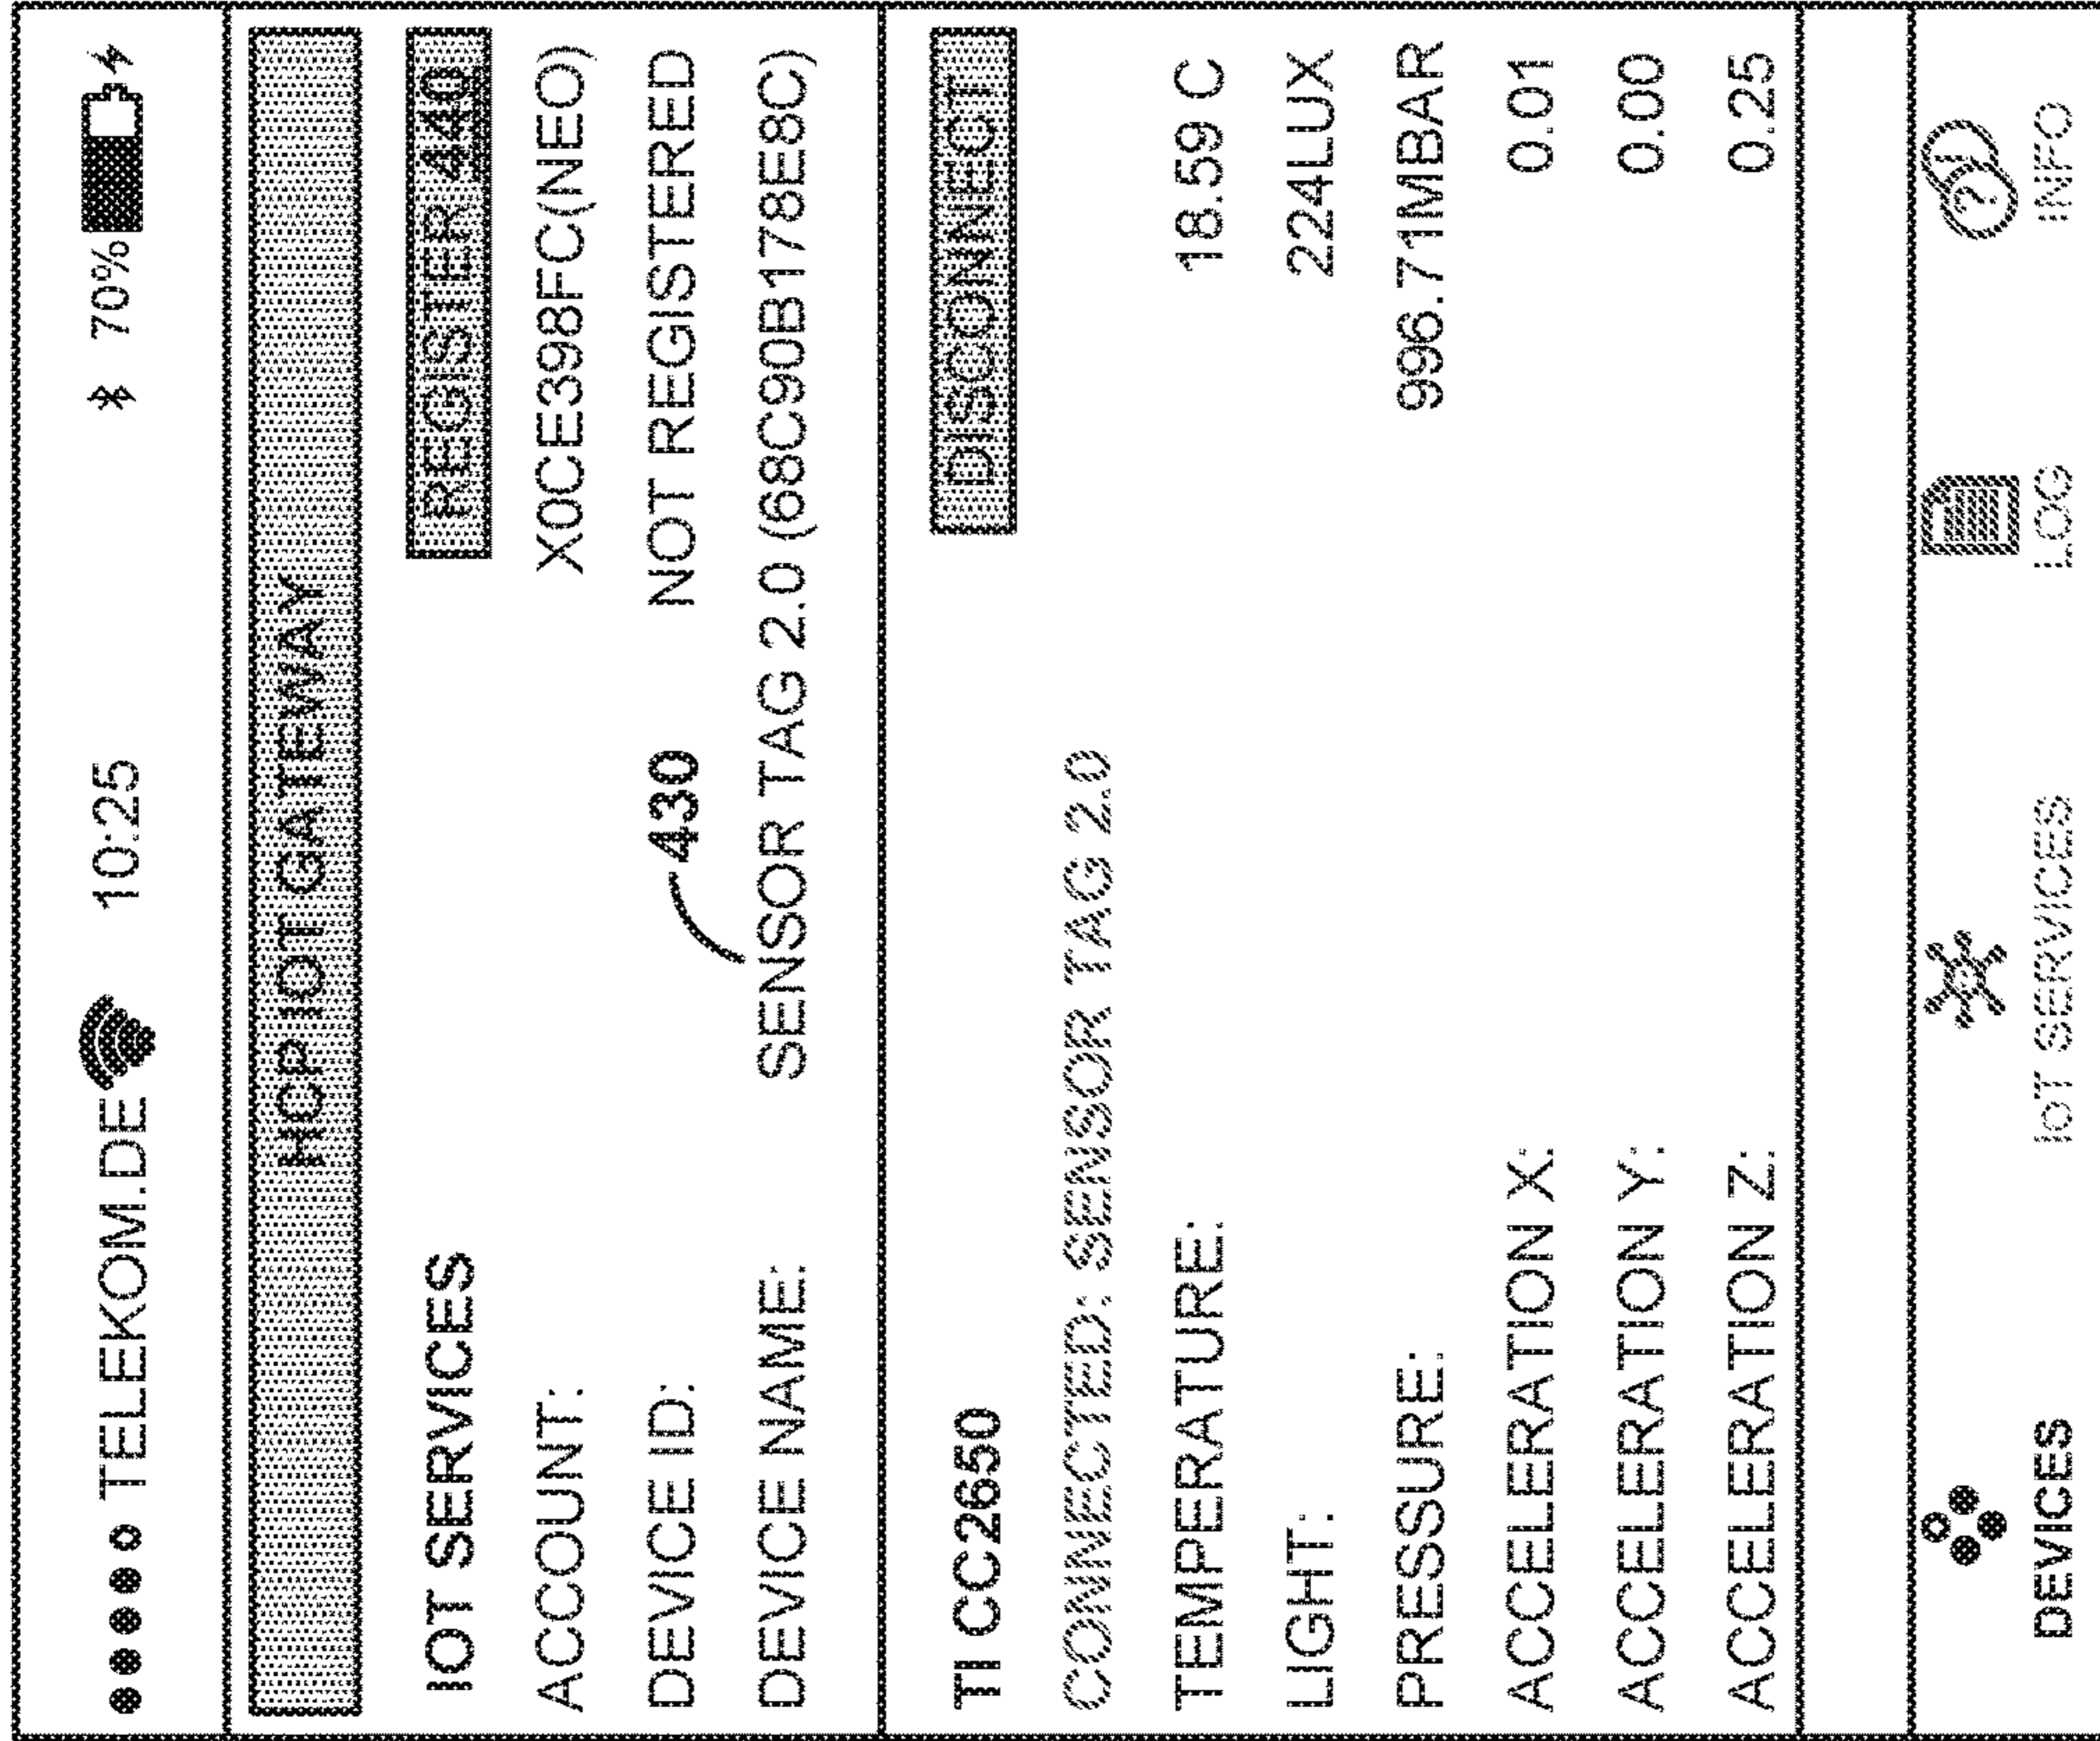 TELEKOM.DE 10:25 70%
HCP IOT GATEWAY
IOT SERVICES REGISTER 440
ACCOUNT: X0CE398FC(NEO)
DEVICE ID: 430 NOT REGISTERED
DEVICE NAME: SENSOR TAG 2.0 (68C90B178E8C)
TI CC2650 DISCONNECT
CONNECTED: SENSOR TAG 2.0
TEMPERATURE: 18.59 C
LIGHT: 224LUX
PRESSURE: 996.71MBAR
ACCELERATION X: 0.01
ACCELERATION Y: 0.00
ACCELERATION Z: 0.25
? i
DEVICES IoT SERVICES LOG INFO